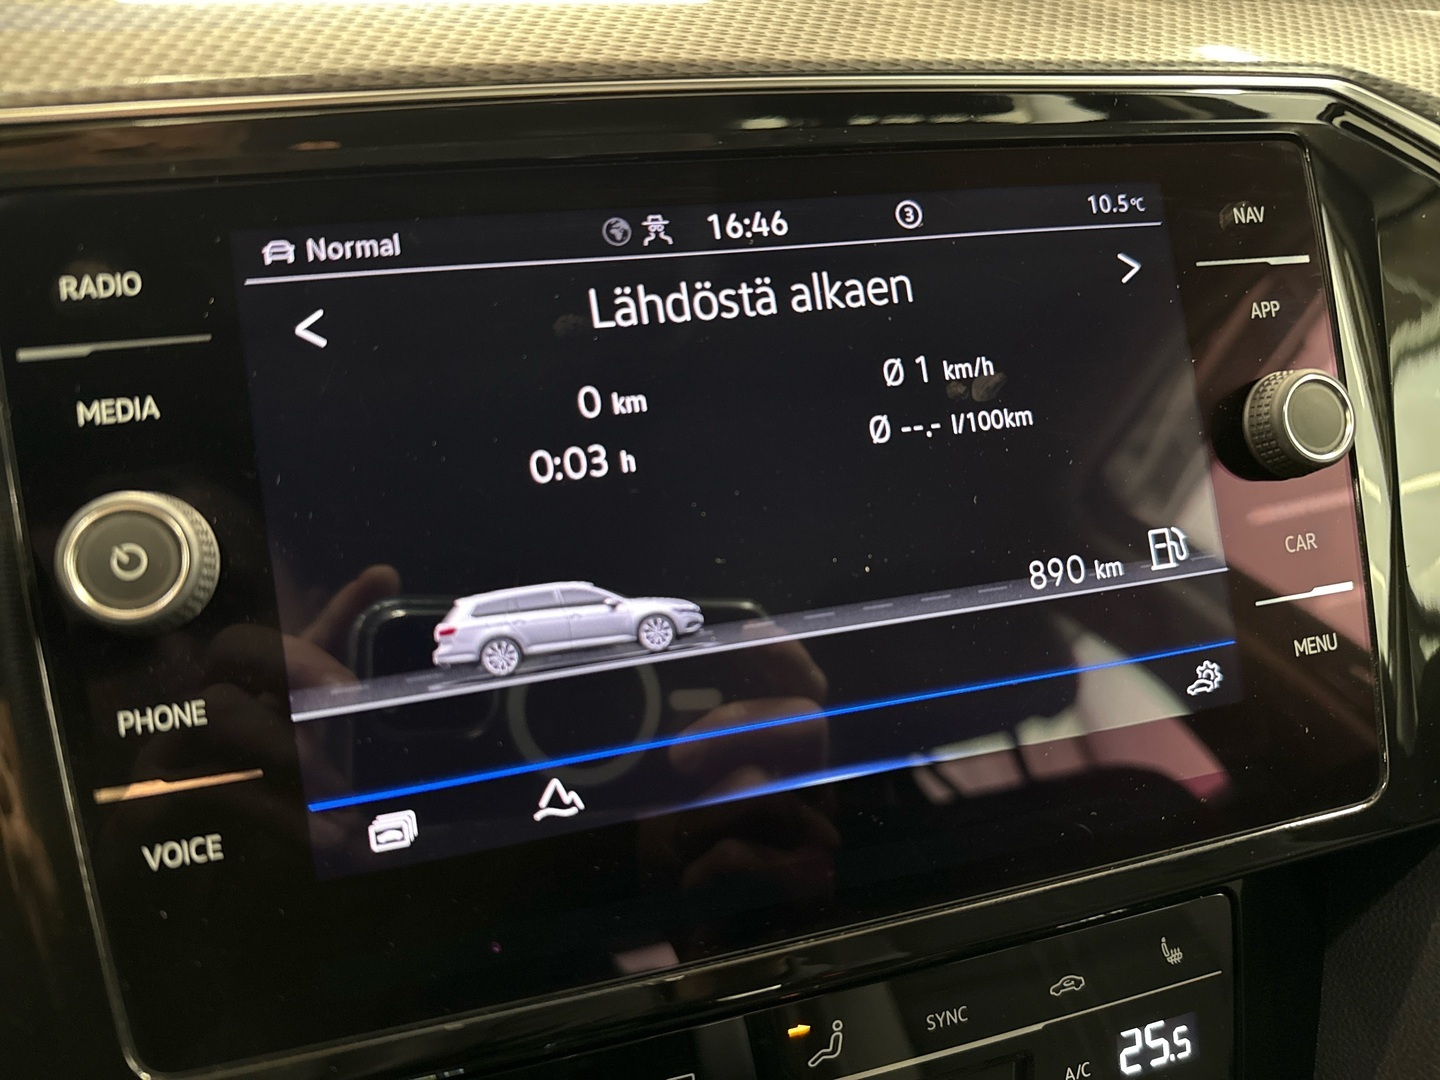 Normal
16:46
3
10.5°C
Lähdöstä alkaen
0 km
0:03 h
Ø 1 km/h
Ø --.- l/100km
890 km
RADIO
MEDIA
PHONE
VOICE
NAV
APP
CAR
MENU
SYNC
A/C
25.5